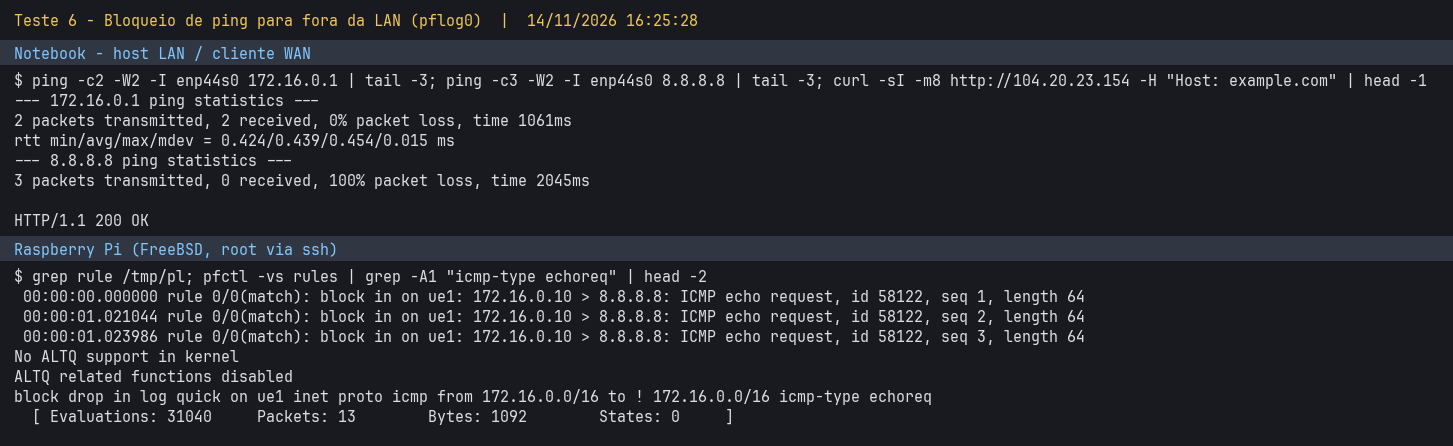 Teste 6 - Bloqueio de ping para fora da LAN (pflog0)  |  14/11/2026 16:25:28
Notebook - host LAN / cliente WAN
$ ping -c2 -W2 -I enp44s0 172.16.0.1 | tail -3; ping -c3 -W2 -I enp44s0 8.8.8.8 | tail -3; curl -sI -m8 http://104.20.23.154 -H "Host: example.com" | head -1
--- 172.16.0.1 ping statistics ---
2 packets transmitted, 2 received, 0% packet loss, time 1061ms
rtt min/avg/max/mdev = 0.424/0.439/0.454/0.015 ms
--- 8.8.8.8 ping statistics ---
3 packets transmitted, 0 received, 100% packet loss, time 2045ms
HTTP/1.1 200 OK
Raspberry Pi (FreeBSD, root via ssh)
$ grep rule /tmp/pl; pfctl -vs rules | grep -A1 "icmp-type echoreq" | head -2
 00:00:00.000000 rule 0/0(match): block in on ue1: 172.16.0.10 > 8.8.8.8: ICMP echo request, id 58122, seq 1, length 64
 00:00:01.021044 rule 0/0(match): block in on ue1: 172.16.0.10 > 8.8.8.8: ICMP echo request, id 58122, seq 2, length 64
 00:00:01.023986 rule 0/0(match): block in on ue1: 172.16.0.10 > 8.8.8.8: ICMP echo request, id 58122, seq 3, length 64
No ALTQ support in kernel
ALTQ related functions disabled
block drop in log quick on ue1 inet proto icmp from 172.16.0.0/16 to ! 172.16.0.0/16 icmp-type echoreq
  [ Evaluations: 31040     Packets: 13        Bytes: 1092        States: 0     ]